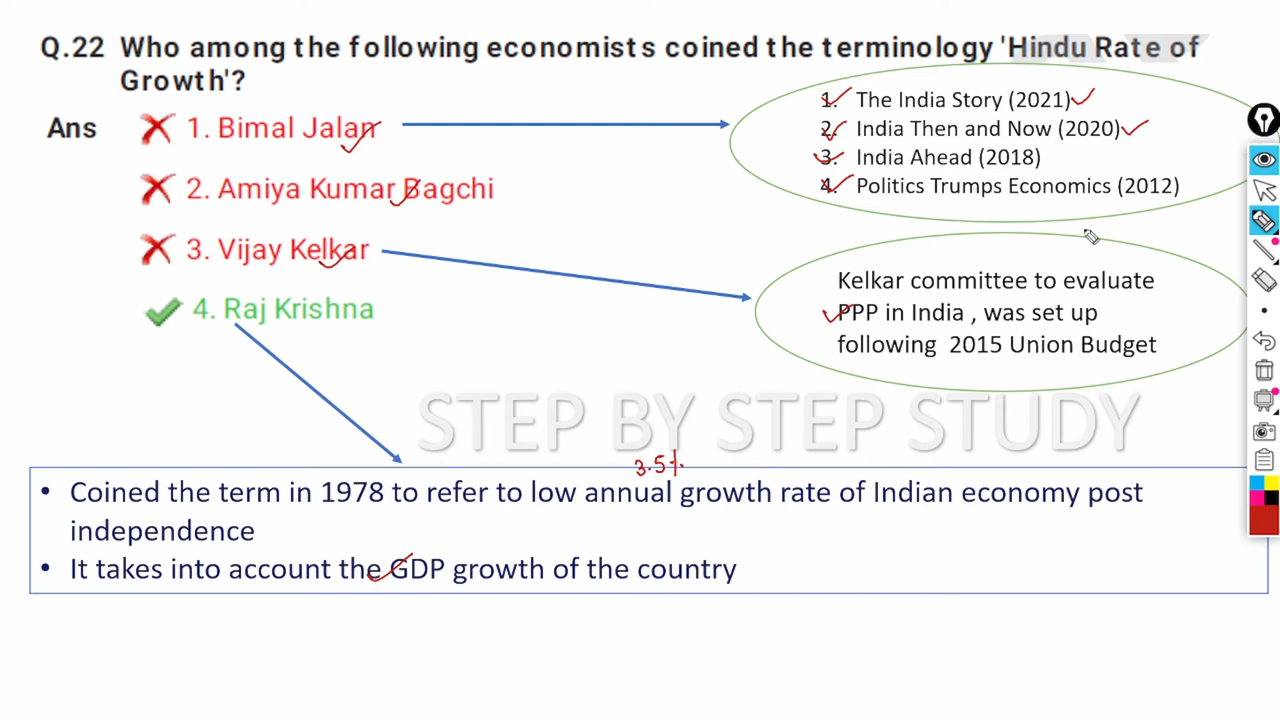 Q.22 Who among the following economists coined the terminology 'Hindu Rate of
Growth'?
Ans
1. Bimal Jalan
2. Amiya Kumar Bagchi
3. Vijay Kelkar
4. Raj Krishna
1. The India Story (2021)
2. India Then and Now (2020)
3. India Ahead (2018)
4. Politics Trumps Economics (2012)
Kelkar committee to evaluate
PPP in India , was set up
following 2015 Union Budget
STEP BY STEP STUDY
3.5%
• Coined the term in 1978 to refer to low annual growth rate of Indian economy post
independence
• It takes into account the GDP growth of the country